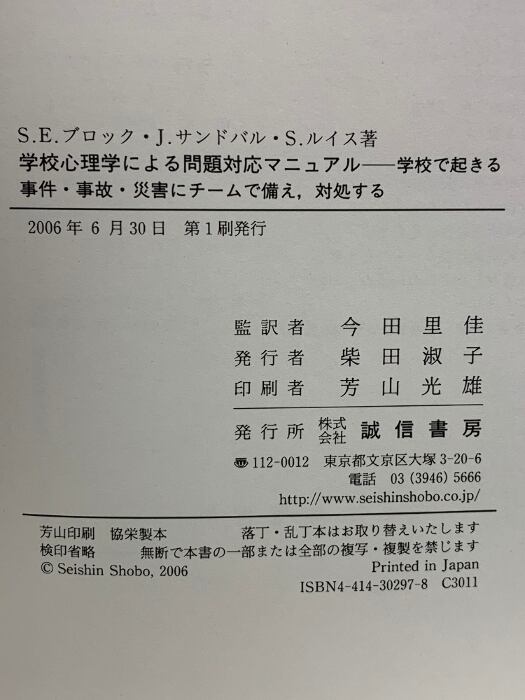 S.E.ブロック・J.サンドバル・S.ルイス著
学校心理学による問題対応マニュアル――学校で起きる
事件・事故・災害にチームで備え，対処する
2006年6月30日 第1刷発行
監訳者 今田里佳
発行者 柴田淑子
印刷者 芳山光雄
発行所 株式会社 誠信書房
〠112-0012 東京都文京区大塚3-20-6
電話 03(3946)5666
http://www.seishinshobo.co.jp/
芳山印刷 協栄製本 落丁・乱丁本はお取り替えいたします
検印省略 無断で本書の一部または全部の複写・複製を禁じます
© Seishin Shobo, 2006 Printed in Japan
ISBN4-414-30297-8 C3011